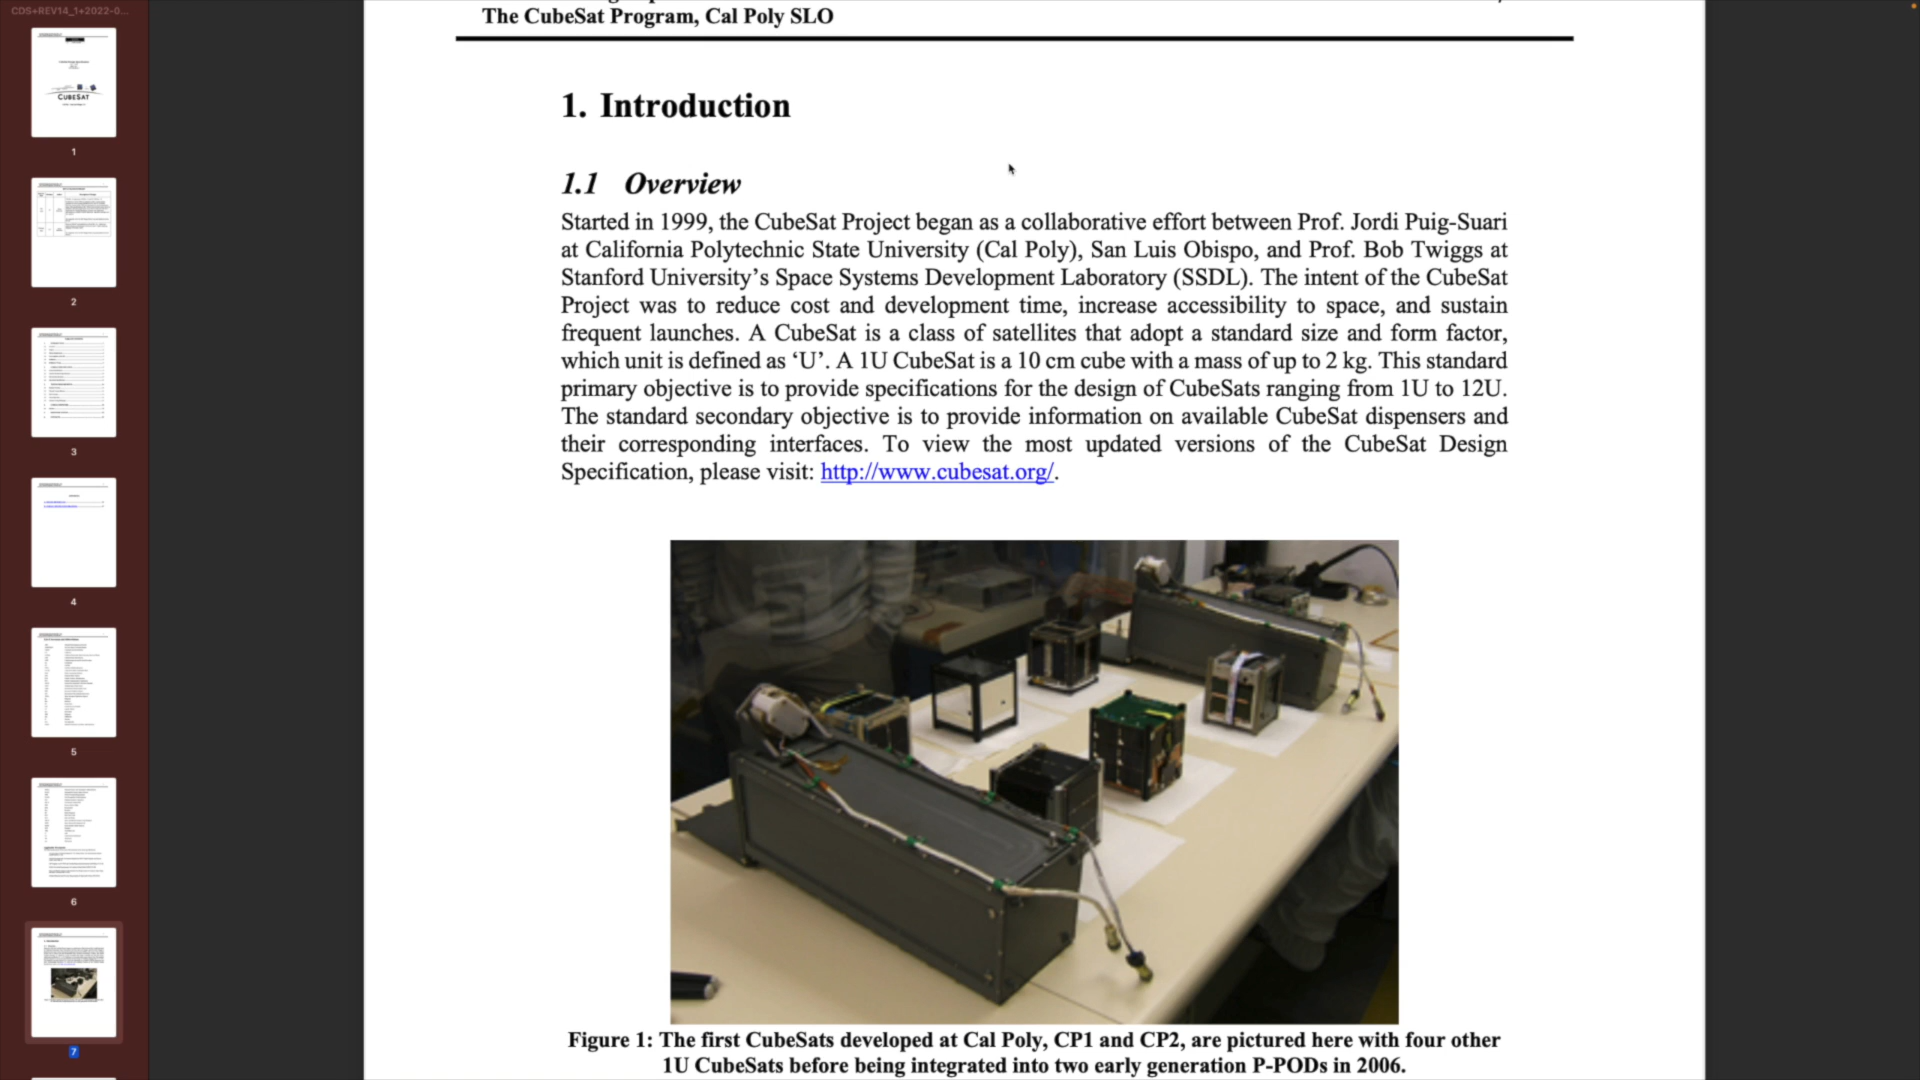 CDS+REV14_1+2022-0...
The CubeSat Program, Cal Poly SLO
1. Introduction
1.1 Overview
Started in 1999, the CubeSat Project began as a collaborative effort between Prof. Jordi Puig-Suari
at California Polytechnic State University (Cal Poly), San Luis Obispo, and Prof. Bob Twiggs at
Stanford University’s Space Systems Development Laboratory (SSDL). The intent of the CubeSat
Project was to reduce cost and development time, increase accessibility to space, and sustain
frequent launches. A CubeSat is a class of satellites that adopt a standard size and form factor,
which unit is defined as ‘U’. A 1U CubeSat is a 10 cm cube with a mass of up to 2 kg. This standard
primary objective is to provide specifications for the design of CubeSats ranging from 1U to 12U.
The standard secondary objective is to provide information on available CubeSat dispensers and
their corresponding interfaces. To view the most updated versions of the CubeSat Design
Specification, please visit: http://www.cubesat.org/.
Figure 1: The first CubeSats developed at Cal Poly, CP1 and CP2, are pictured here with four other
1U CubeSats before being integrated into two early generation P-PODs in 2006.
CUBESAT
1
2
3
4
5
6
7